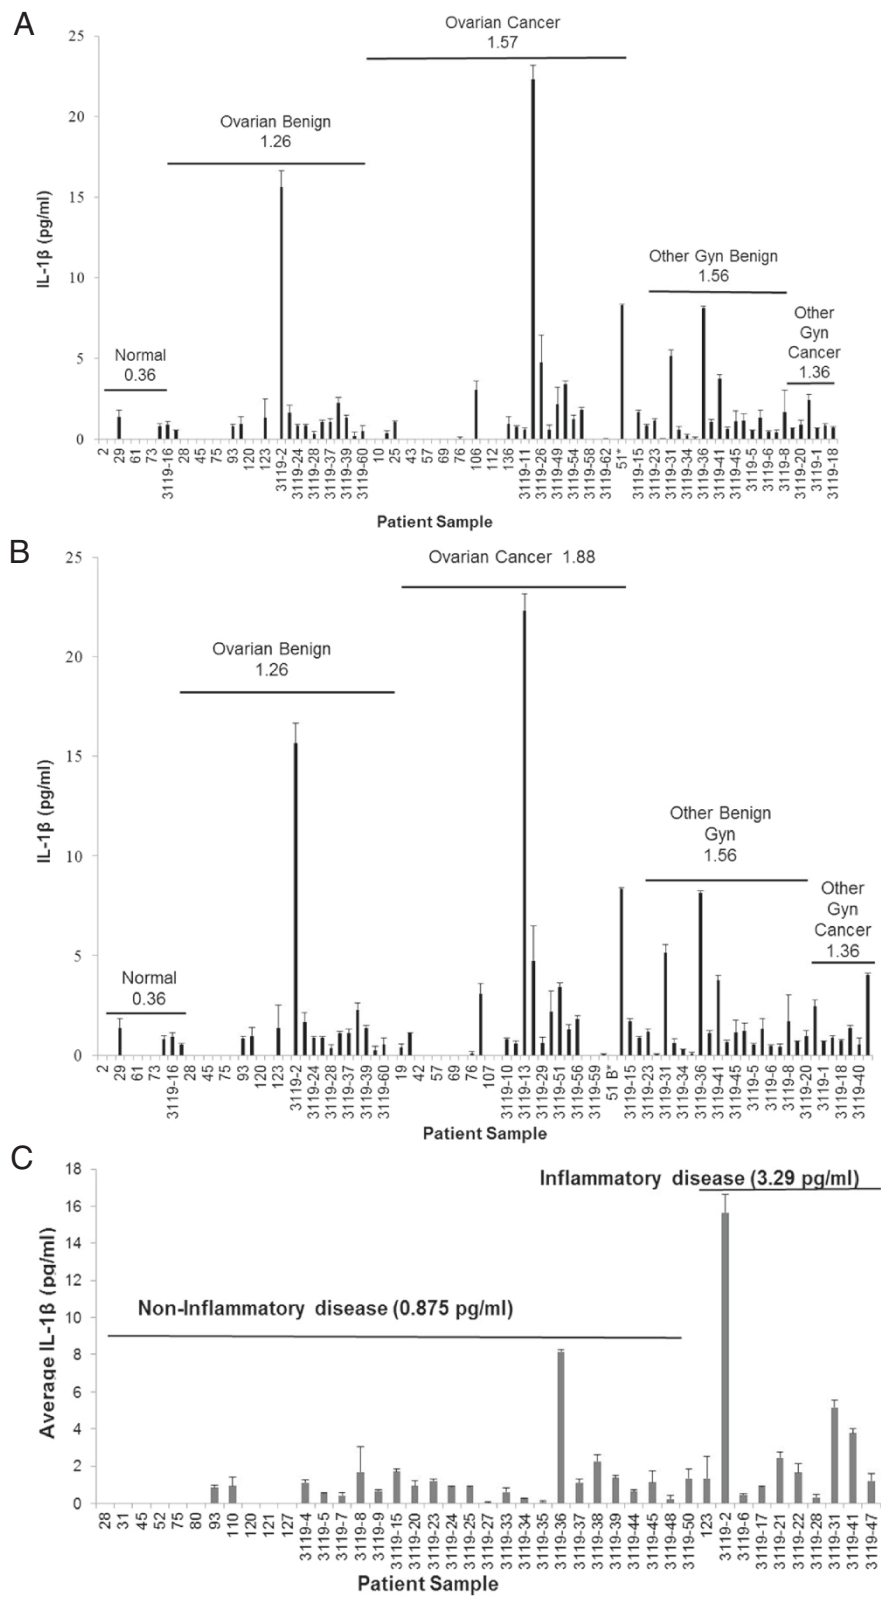 A
Ovarian Cancer
1.57
Ovarian Benign
1.26
Other Gyn Benign
1.56
Other
Gyn
Cancer
1.36
Normal
0.36
IL-1β (pg/ml)
25
20
15
10
5
0
2 29 61 73 3119-16 28 45 75 93 120 123 3119-2 3119-24 3119-28 3119-37 3119-39 3119-60 10 25 43 57 69 76 106 112 136 3119-11 3119-26 3119-49 3119-54 3119-58 3119-62 51* 3119-15 3119-23 3119-31 3119-34 3119-36 3119-41 3119-45 3119-5 3119-6 3119-8 3119-20 3119-1 3119-18
Patient Sample
B
Ovarian Cancer 1.88
Ovarian Benign
1.26
Other Benign
Gyn
1.56
Other
Gyn
Cancer
1.36
Normal
0.36
IL-1β (pg/ml)
25
20
15
10
5
0
2 29 61 73 3119-16 28 45 75 93 120 123 3119-2 3119-24 3119-28 3119-37 3119-39 3119-60 19 42 57 69 76 107 3119-10 3119-13 3119-29 3119-51 3119-56 3119-59 51 B* 3119-15 3119-23 3119-31 3119-34 3119-36 3119-41 3119-45 3119-5 3119-6 3119-8 3119-20 3119-1 3119-18 3119-40
Patient Sample
C
Inflammatory disease (3.29 pg/ml)
Non-Inflammatory disease (0.875 pg/ml)
Average IL-1β (pg/ml)
18
16
14
12
10
8
6
4
2
0
28 31 45 52 75 80 93 110 120 121 127 3119-4 3119-5 3119-7 3119-8 3119-9 3119-15 3119-20 3119-23 3119-24 3119-25 3119-27 3119-33 3119-34 3119-35 3119-36 3119-37 3119-38 3119-39 3119-44 3119-45 3119-48 3119-50 123 3119-2 3119-6 3119-17 3119-21 3119-22 3119-28 3119-31 3119-41 3119-47
Patient Sample